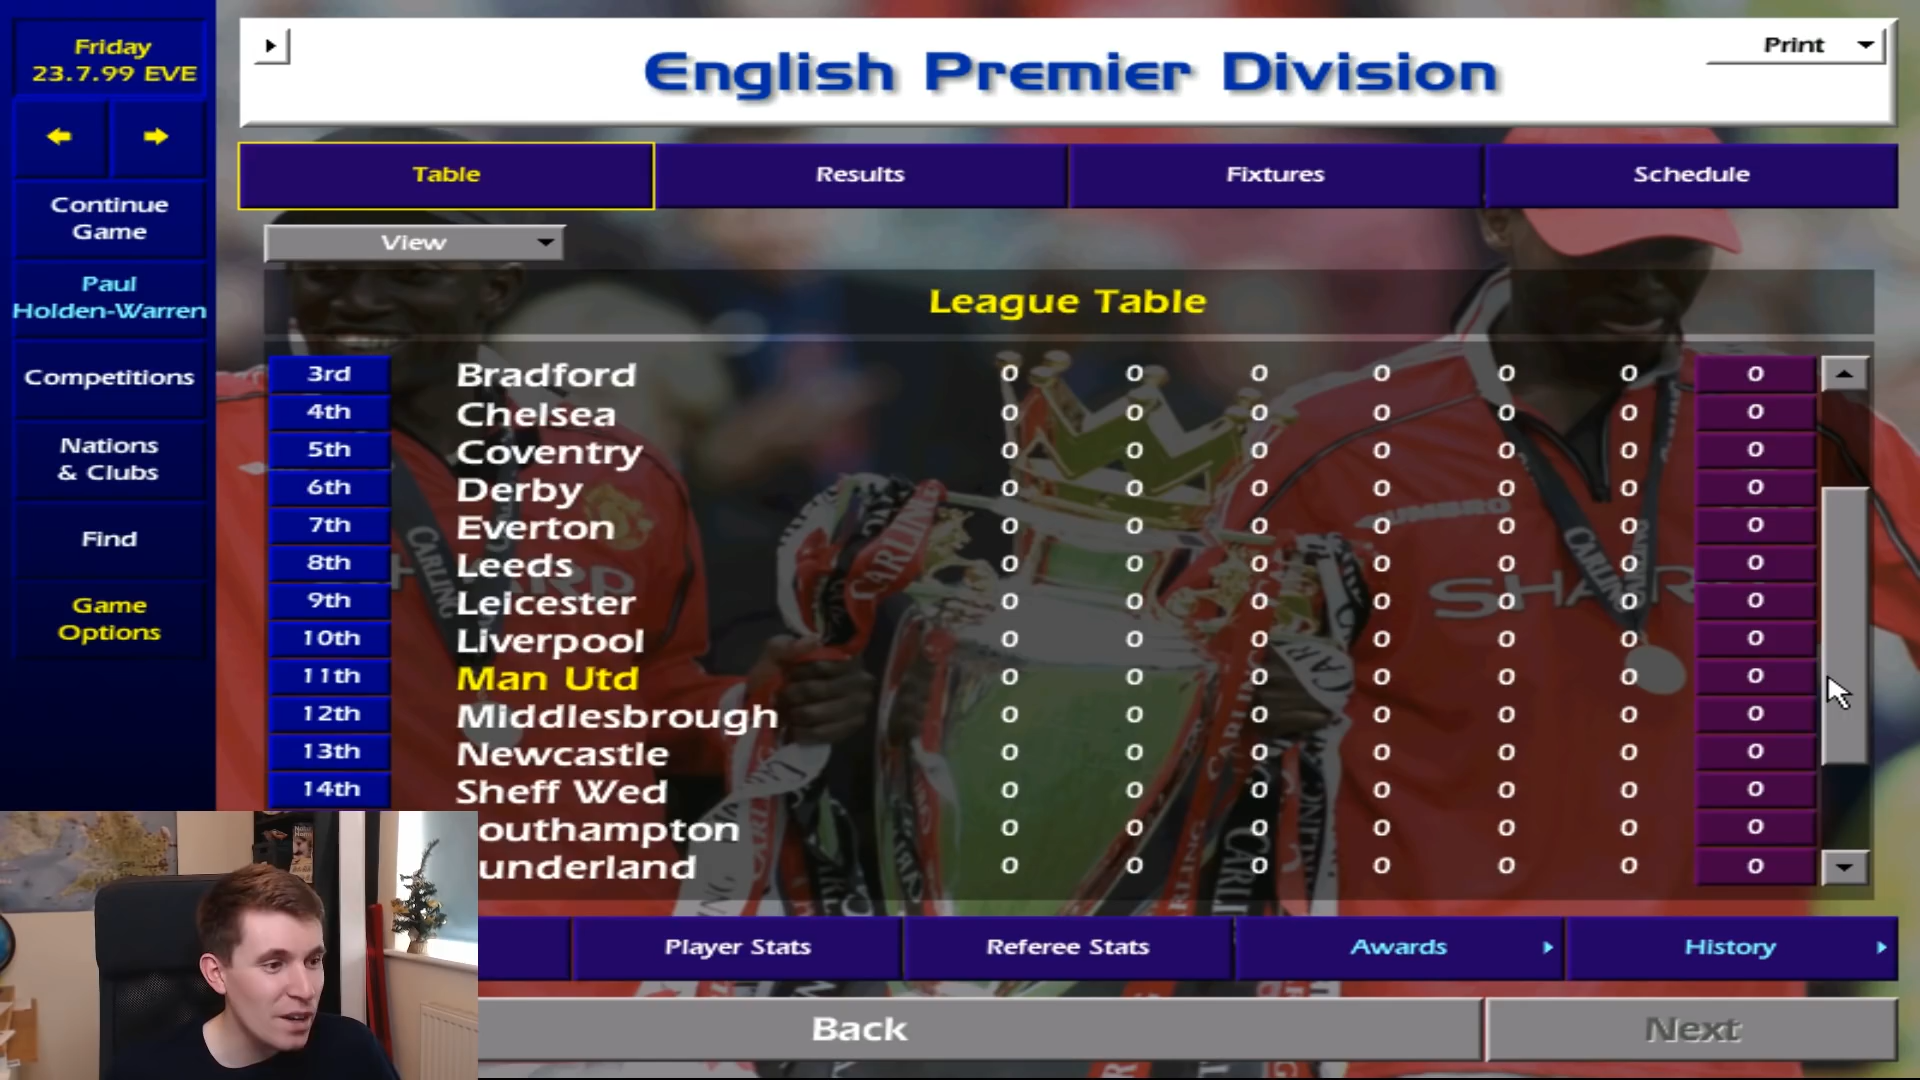 Friday
23.7.99 EVE
Continue
Game
Paul
Holden-Warren
Competitions
Nations
& Clubs
Find
Game
Options
English Premier Division
Print
Table
Results
Fixtures
Schedule
View
League Table
3rd Bradford 0 0 0 0 0 0 0
4th Chelsea 0 0 0 0 0 0 0
5th Coventry 0 0 0 0 0 0 0
6th Derby 0 0 0 0 0 0 0
7th Everton 0 0 0 0 0 0 0
8th Leeds 0 0 0 0 0 0 0
9th Leicester 0 0 0 0 0 0 0
10th Liverpool 0 0 0 0 0 0 0
11th Man Utd 0 0 0 0 0 0 0
12th Middlesbrough 0 0 0 0 0 0 0
13th Newcastle 0 0 0 0 0 0 0
14th Sheff Wed 0 0 0 0 0 0 0
outhampton 0 0 0 0 0 0 0
underland 0 0 0 0 0 0 0
Player Stats
Referee Stats
Awards
History
Back
Next
CARLING
CARLING
UMBRO
CARLING
SHAR
CARLING